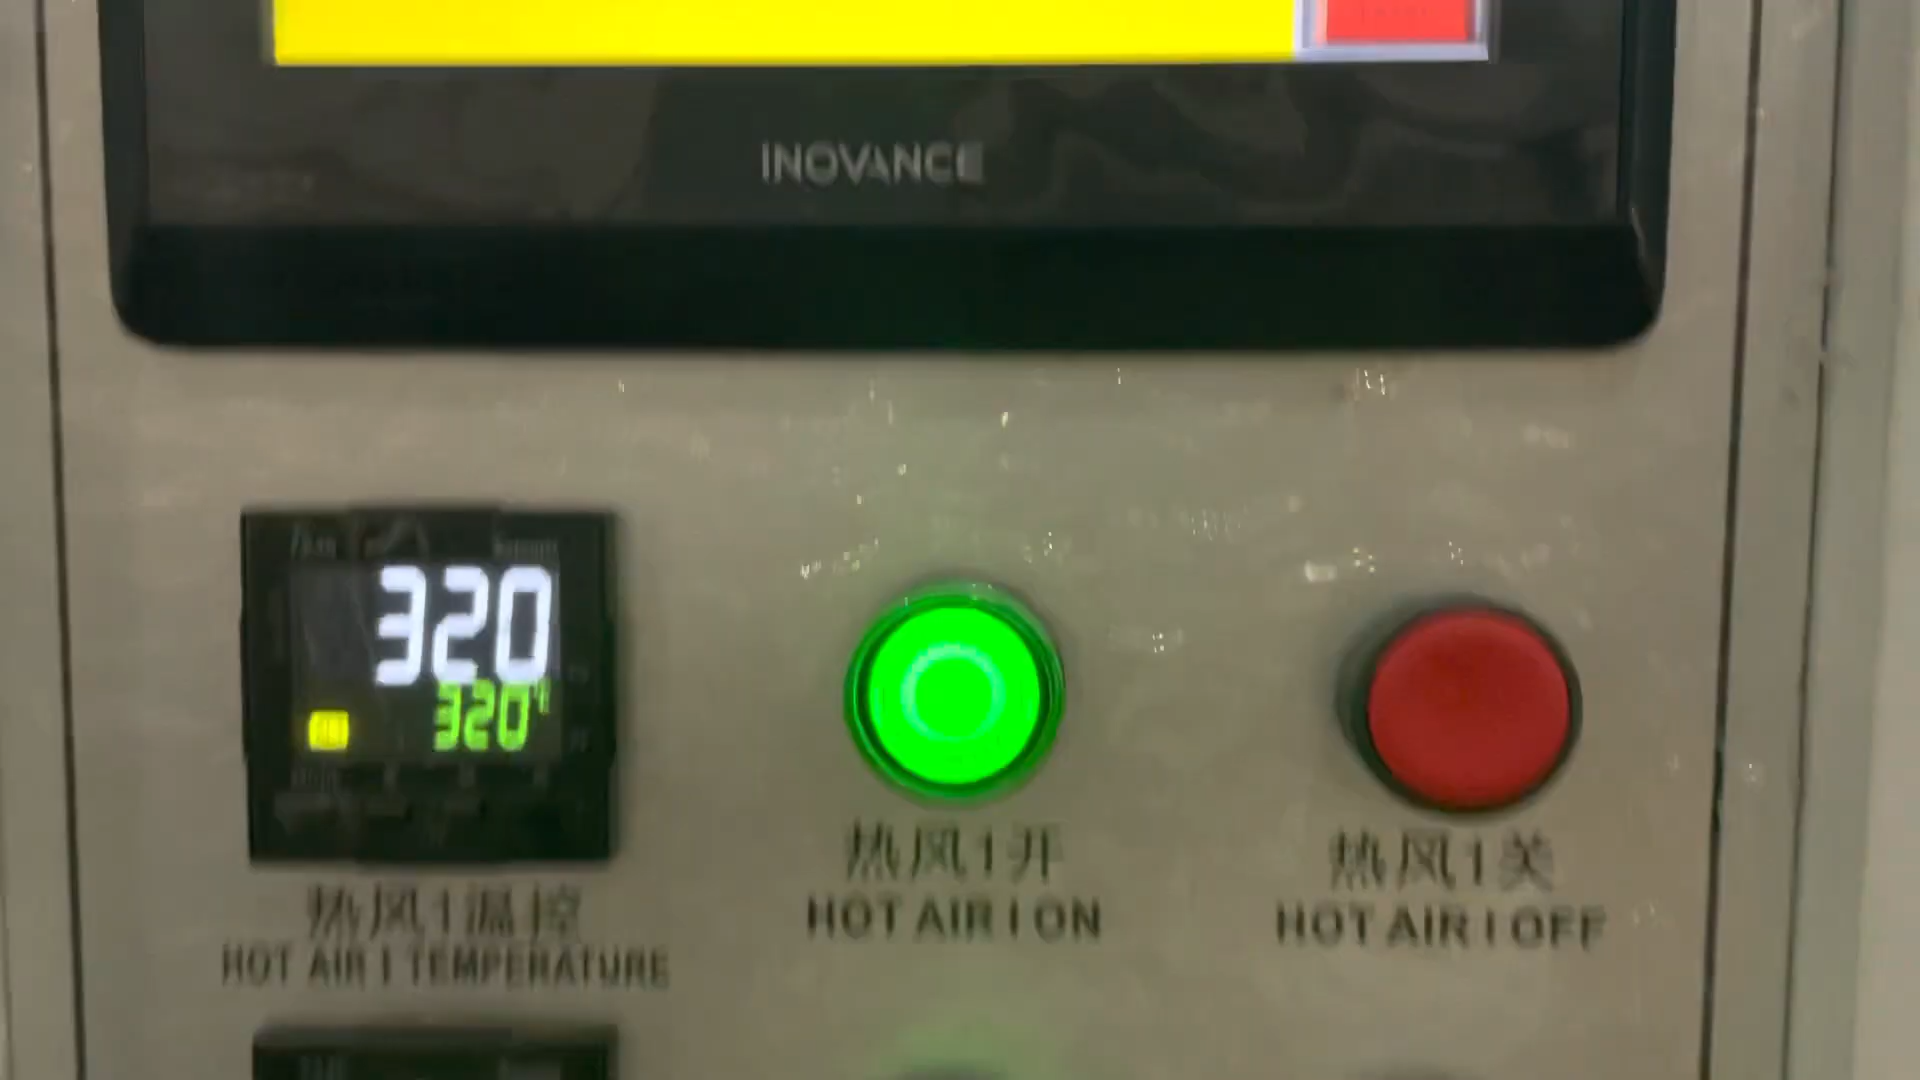 INOVANCE
320
320
热风1开
热风1关
HOT AIR 1 ON
HOT AIR 1 OFF
热风1温控
HOT AIR 1 TEMPERATURE